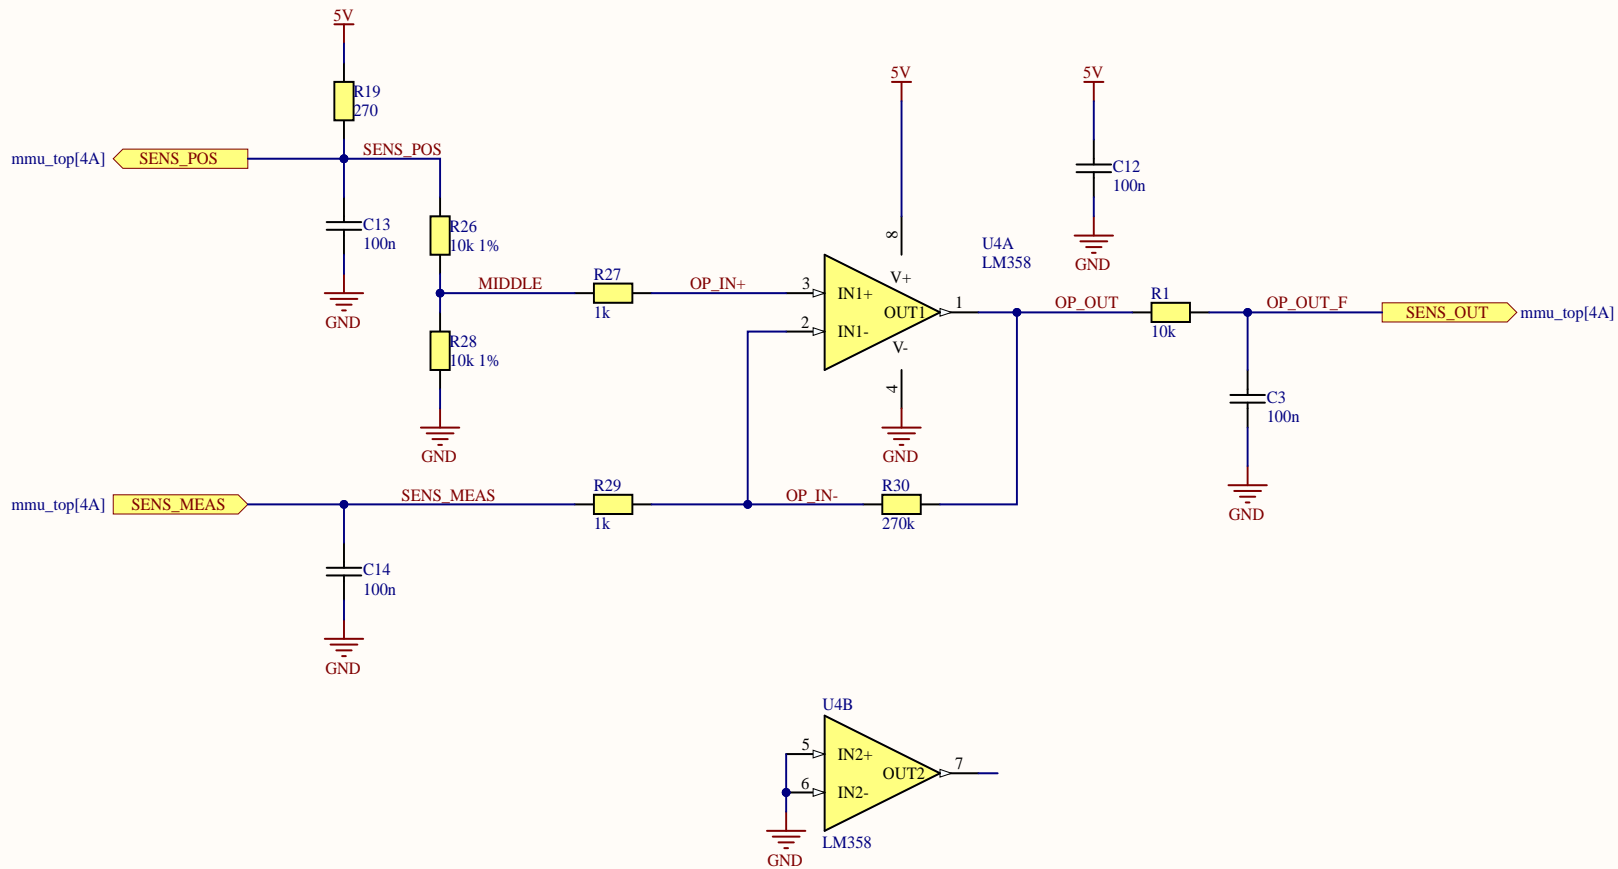 5V
R19
270
mmu_top[4A]
SENS_POS
SENS_POS
C13
100n
GND
R26
10k 1%
MIDDLE
R27
1k
OP_IN+
R28
10k 1%
GND
5V
8
V+
3
IN1+
2
IN1-
OUT1
1
V-
4
GND
U4A
LM358
5V
C12
100n
GND
OP_OUT
R1
10k
OP_OUT_F
SENS_OUT
mmu_top[4A]
C3
100n
GND
mmu_top[4A]
SENS_MEAS
SENS_MEAS
R29
1k
OP_IN-
R30
270k
C14
100n
GND
U4B
5
IN2+
6
IN2-
OUT2
7
LM358
GND